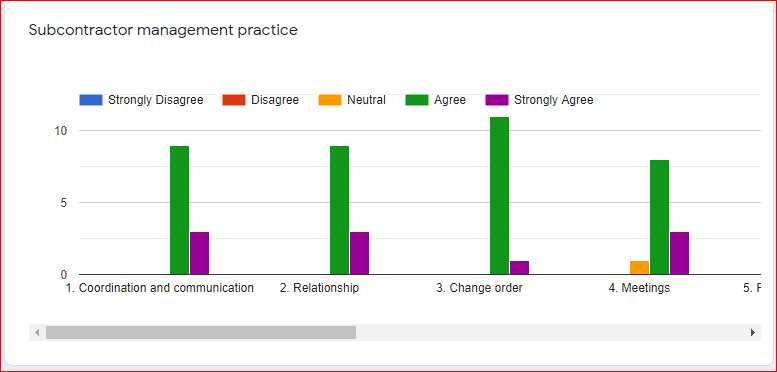 Subcontractor management practice
Strongly Disagree Disagree Neutral Agree Strongly Agree
10
5
0
1. Coordination and communication 2. Relationship 3. Change order 4. Meetings 5.